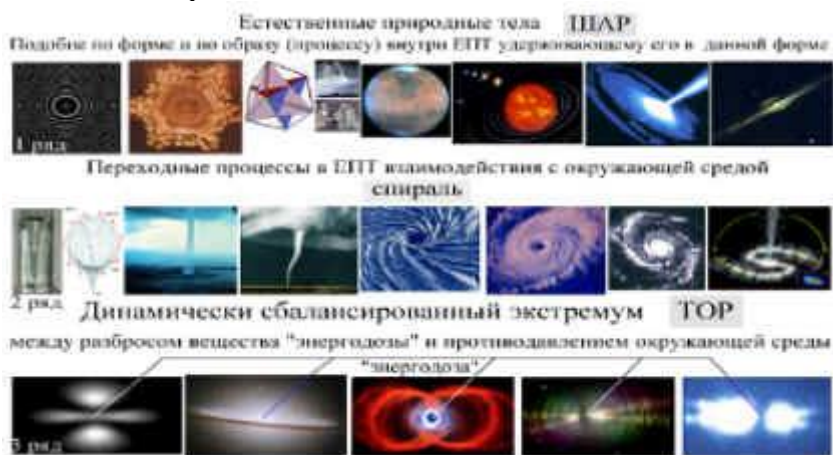 Естественные природные тела ШАР
Подобие по форме и по образу (процессу) внутри ЕПТ удерживающему его в данной форме
1 ряд
Переходные процессы в ЕПТ взаимодействия с окружающей средой
спираль
2 ряд
Динамически сбалансированный экстремум ТОР
между разбросом вещества "энергодозы" и противодавлением окружающей среды
"энергодоза"
3 ряд